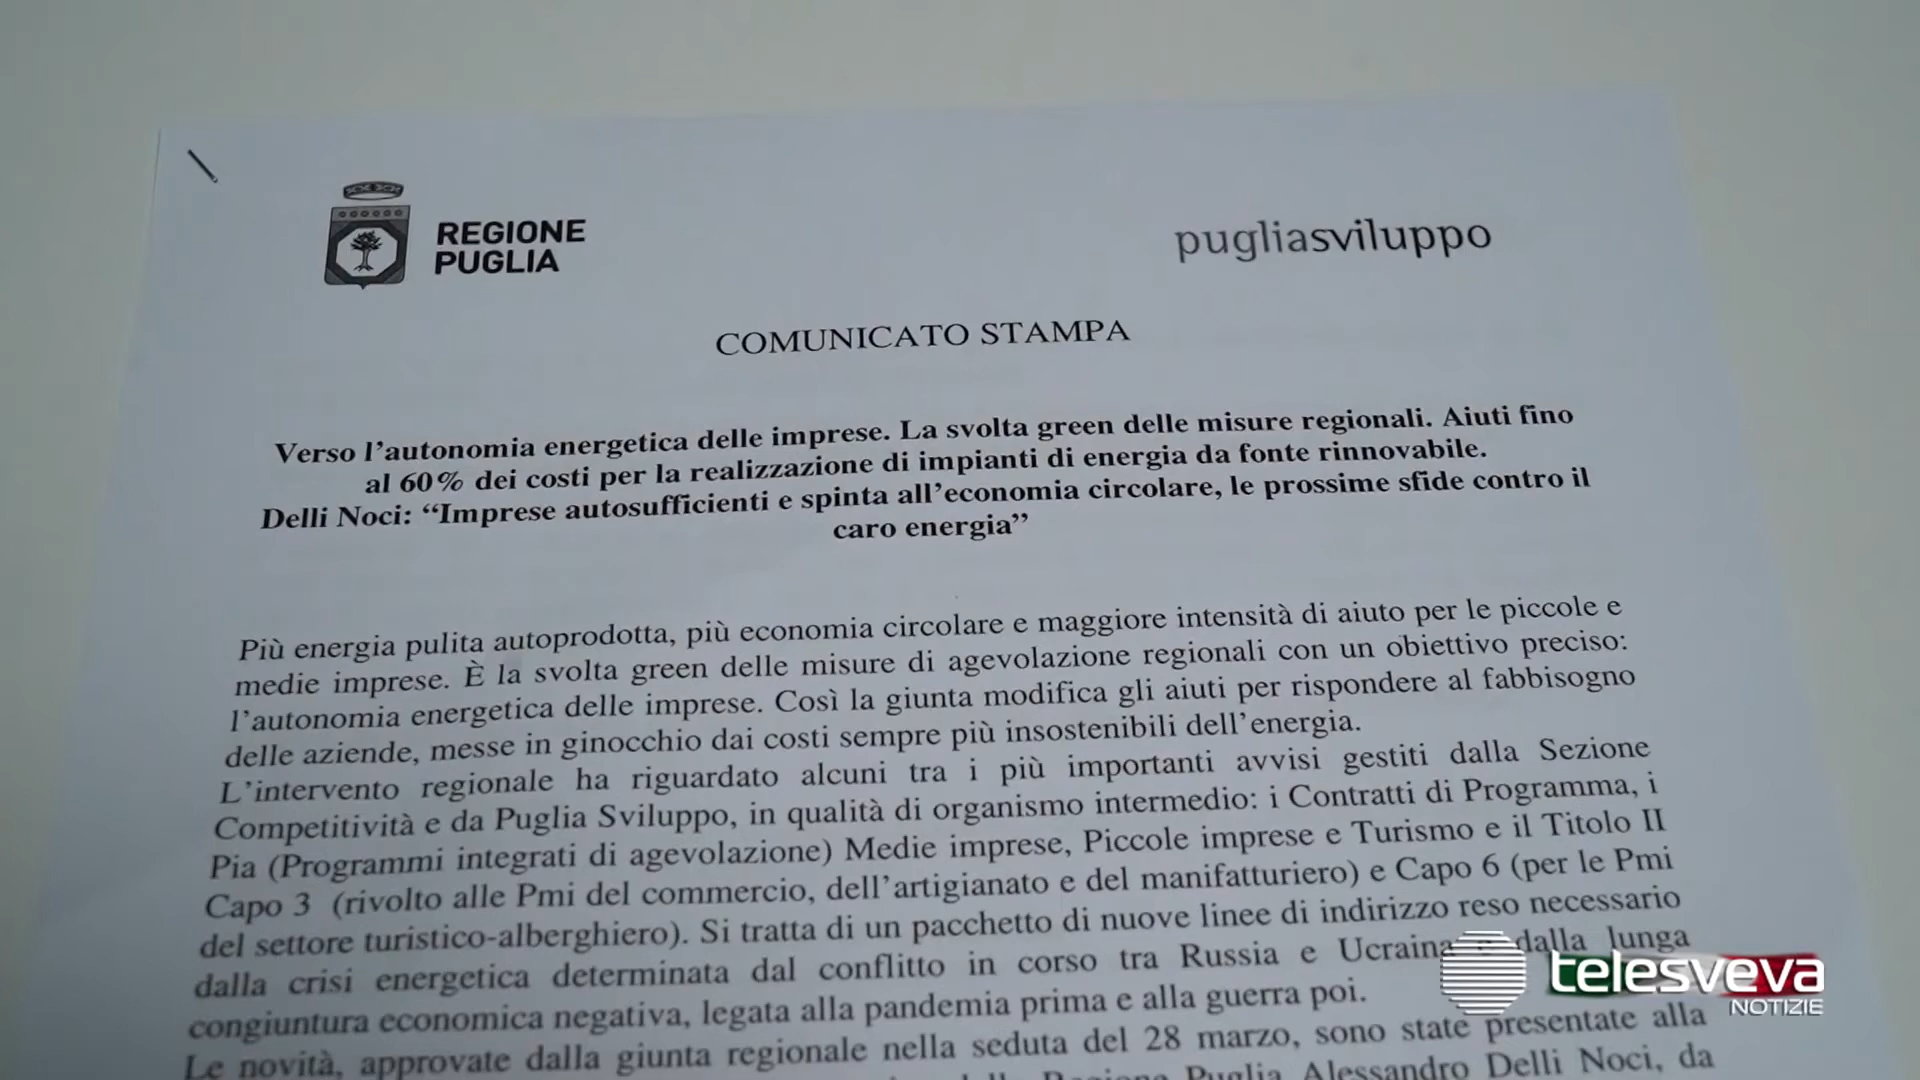 REGIONE
PUGLIA
pugliasviluppo
COMUNICATO STAMPA
Verso l’autonomia energetica delle imprese. La svolta green delle misure regionali. Aiuti fino
al 60% dei costi per la realizzazione di impianti di energia da fonte rinnovabile.
Delli Noci: “Imprese autosufficienti e spinta all’economia circolare, le prossime sfide contro il
caro energia”
Più energia pulita autoprodotta, più economia circolare e maggiore intensità di aiuto per le piccole e
medie imprese. È la svolta green delle misure di agevolazione regionali con un obiettivo preciso:
l’autonomia energetica delle imprese. Così la giunta modifica gli aiuti per rispondere al fabbisogno
delle aziende, messe in ginocchio dai costi sempre più insostenibili dell’energia.
L’intervento regionale ha riguardato alcuni tra i più importanti avvisi gestiti dalla Sezione
Competitività e da Puglia Sviluppo, in qualità di organismo intermedio: i Contratti di Programma, i
Pia (Programmi integrati di agevolazione) Medie imprese, Piccole imprese e Turismo e il Titolo II
Capo 3 (rivolto alle Pmi del commercio, dell’artigianato e del manifatturiero) e Capo 6 (per le Pmi
del settore turistico-alberghiero). Si tratta di un pacchetto di nuove linee di indirizzo reso necessario
dalla crisi energetica determinata dal conflitto in corso tra Russia e Ucraina e dalla lunga
congiuntura economica negativa, legata alla pandemia prima e alla guerra poi.
Le novità, approvate dalla giunta regionale nella seduta del 28 marzo, sono state presentate alla
Regione Puglia Alessandro Delli Noci, da
telesveva
NOTIZIE